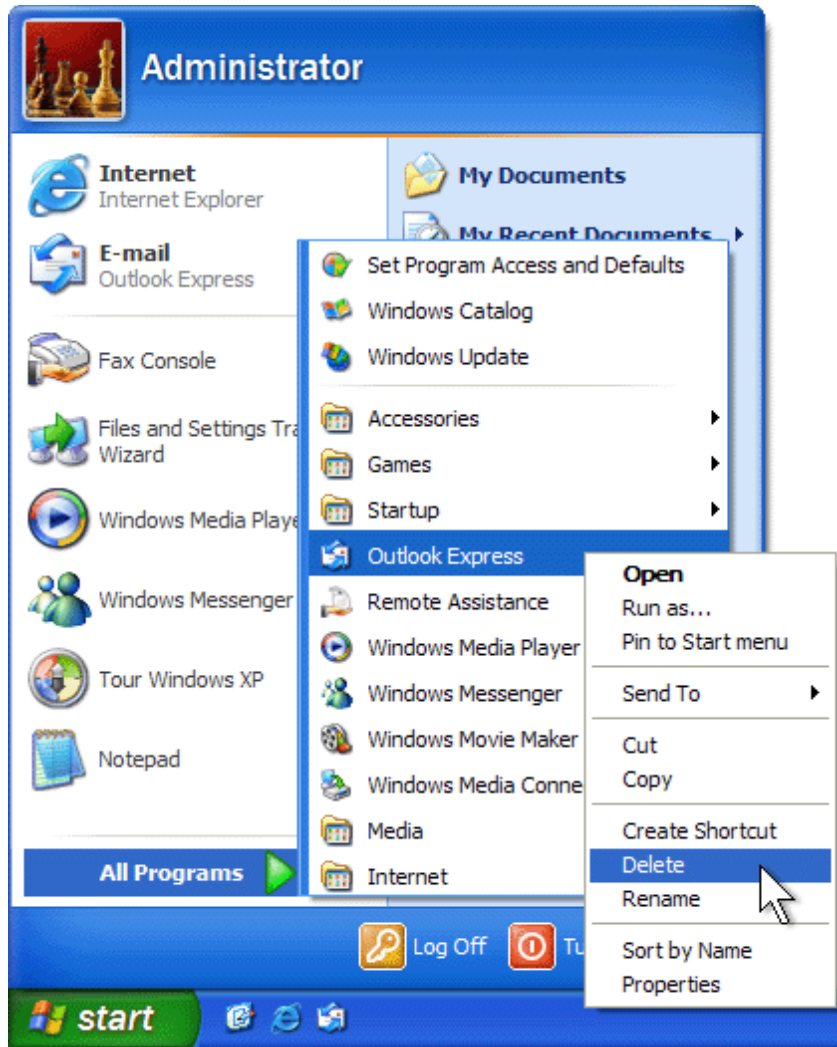 Administrator
Internet
Internet Explorer
E-mail
Outlook Express
Fax Console
Files and Settings Tra
Wizard
Windows Media Playe
Windows Messenger
Tour Windows XP
Notepad
All Programs
My Documents
My Recent Documents
Set Program Access and Defaults
Windows Catalog
Windows Update
Accessories
Games
Startup
Outlook Express
Remote Assistance
Windows Media Player
Windows Messenger
Windows Movie Maker
Windows Media Conne
Media
Internet
Open
Run as...
Pin to Start menu
Send To
Cut
Copy
Create Shortcut
Delete
Rename
Sort by Name
Properties
Log Off
Tu
start